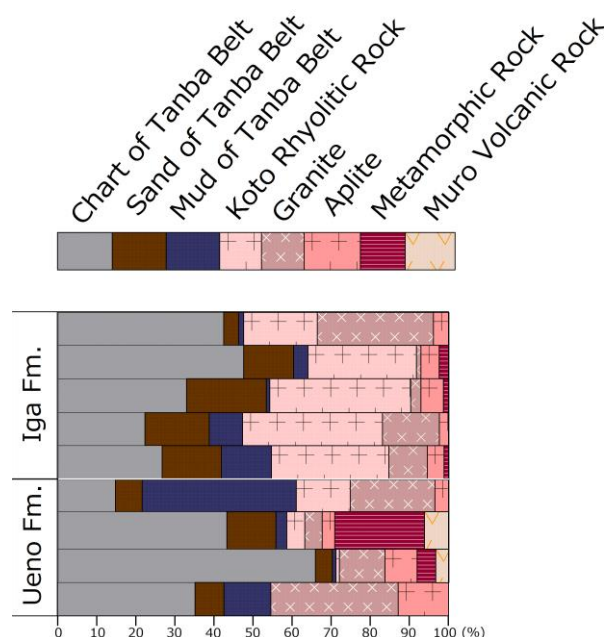 Chart of Tanba Belt
Sand of Tanba Belt
Mud of Tanba Belt
Koto Rhyolitic Rock
Granite
Aplite
Metamorphic Rock
Muro Volcanic Rock
Iga Fm.
Ueno Fm.
0 10 20 30 40 50 60 70 80 90 100 (%)